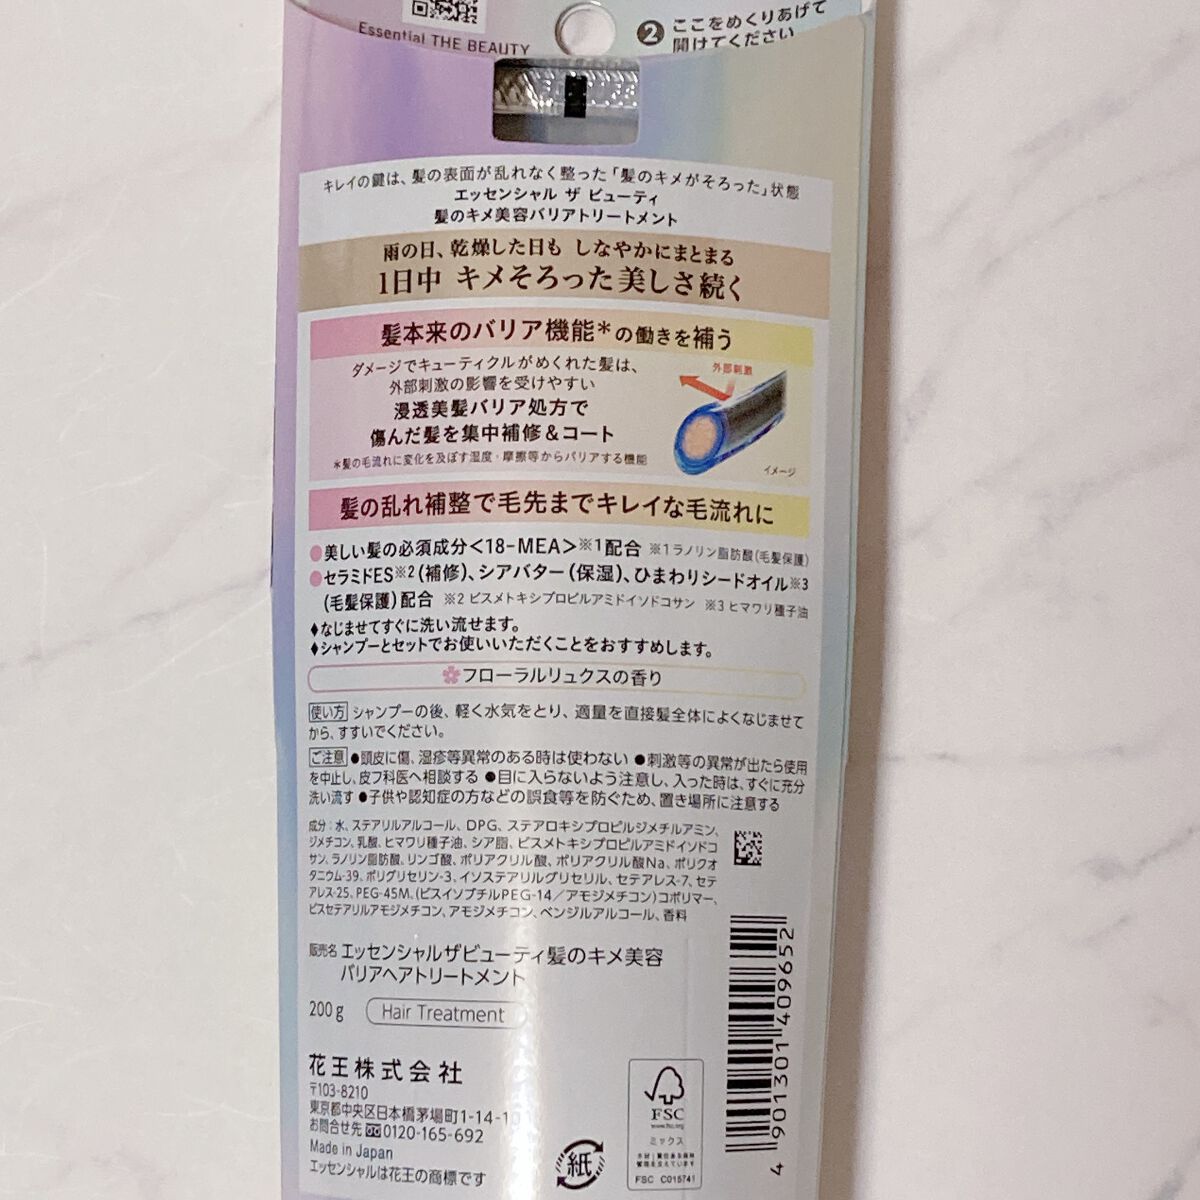 Essential THE BEAUTY
❷ ここをめくりあげて
開けてください
キレイの鍵は、髪の表面が乱れなく整った「髪のキメがそろった」状態
エッセンシャル ザ ビューティ
髪のキメ美容バリアトリートメント
雨の日、乾燥した日も しなやかにまとまる
1日中 キメそろった美しさ続く
髪本来のバリア機能*の働きを補う
ダメージでキューティクルがめくれた髪は、
外部刺激の影響を受けやすい
浸透美髪バリア処方で
傷んだ髪を集中補修&コート
*髪の毛流れに変化を及ぼす湿度・摩擦等からバリアする機能
外部刺激
イメージ
髪の乱れ補整で毛先までキレイな毛流れに
●美しい髪の必須成分<18-MEA>※1配合 ※1 ラノリン脂肪酸(毛髪保護)
●セラミドES※2(補修)、シアバター(保湿)、ひまわりシードオイル※3
(毛髪保護)配合 ※2 ビスメトキシプロピルアミドイソドコサン ※3 ヒマワリ種子油
♦なじませてすぐに洗い流せます。
♦シャンプーとセットでお使いいただくことをおすすめします。
フローラルリュクスの香り
使い方 シャンプーの後、軽く水気をとり、適量を直接髪全体によくなじませて
から、すすいでください。
ご注意 ●頭皮に傷、湿疹等異常のある時は使わない ●刺激等の異常が出たら使用
を中止し、皮フ科医へ相談する ●目に入らないよう注意し、入った時は、すぐに充分
洗い流す ●子供や認知症の方などの誤食等を防ぐため、置き場所に注意する
成分:水、ステアリルアルコール、DPG、ステアロキシプロピルジメチルアミン、
ジメチコン、乳酸、ヒマワリ種子油、シア脂、ビスメトキシプロピルアミドイソドコ
サン、ラノリン脂肪酸、リンゴ酸、ポリアクリル酸、ポリアクリル酸Na、ポリクオ
タニウム-39、ポリグリセリン-3、イソステアリルグリセリル、セテアレス-7、セテ
アレス-25、PEG-45M、(ビスイソブチルPEG-14/アモジメチコン)コポリマー、
ビスセテアリルアモジメチコン、アモジメチコン、ベンジルアルコール、香料
販売名 エッセンシャルザビューティ髪のキメ美容
バリアヘアトリートメント
200g Hair Treatment
花王株式会社
〒103-8210
東京都中央区日本橋茅場町1-14-10
お問合せ先 0120-165-692
Made in Japan
エッセンシャルは花王の商標です
紙
FSC
www.fsc.org
ミックス
木材|責任ある森林
管理を支えています
FSC C015741
4 901301 409652